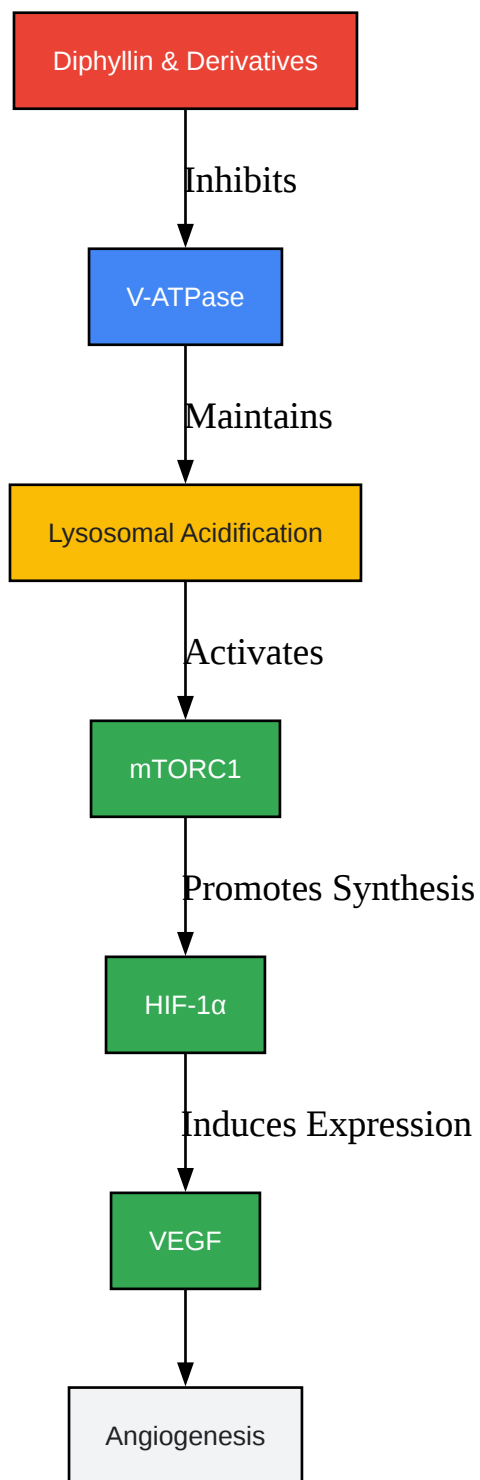 Diphyllin & Derivatives
Inhibits
V-ATPase
Maintains
Lysosomal Acidification
Activates
mTORC1
Promotes Synthesis
HIF-1α
Induces Expression
VEGF
Angiogenesis